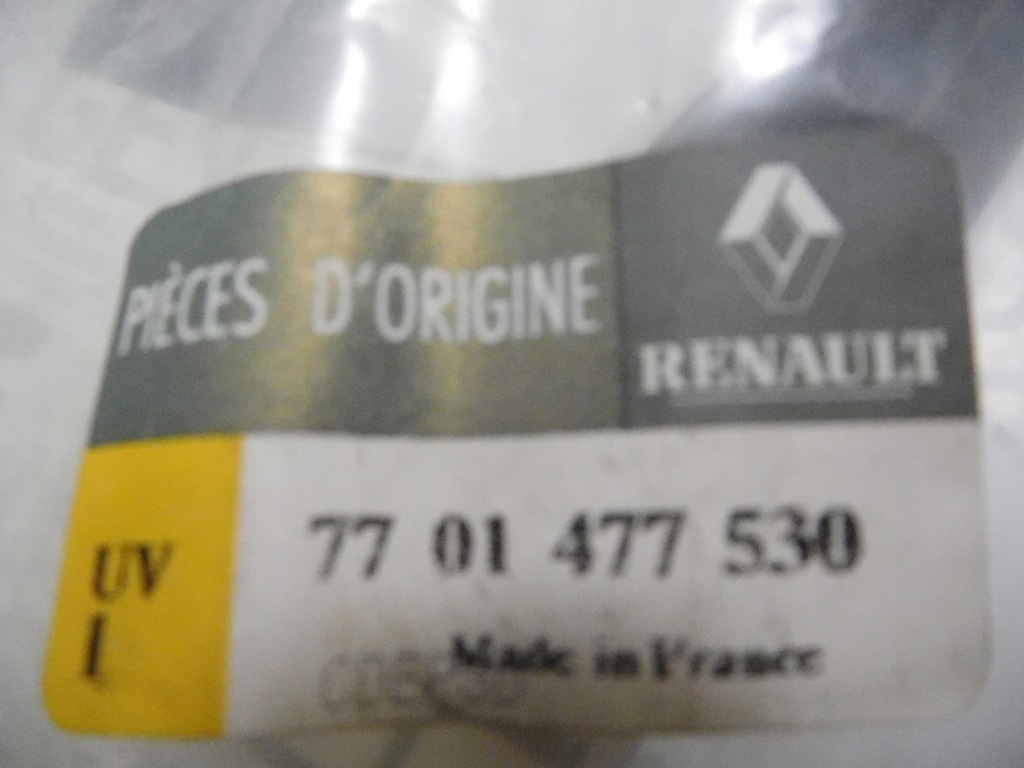 PIÈCES D'ORIGINE
RENAULT
UV
1
77 01 477 530
Made in France